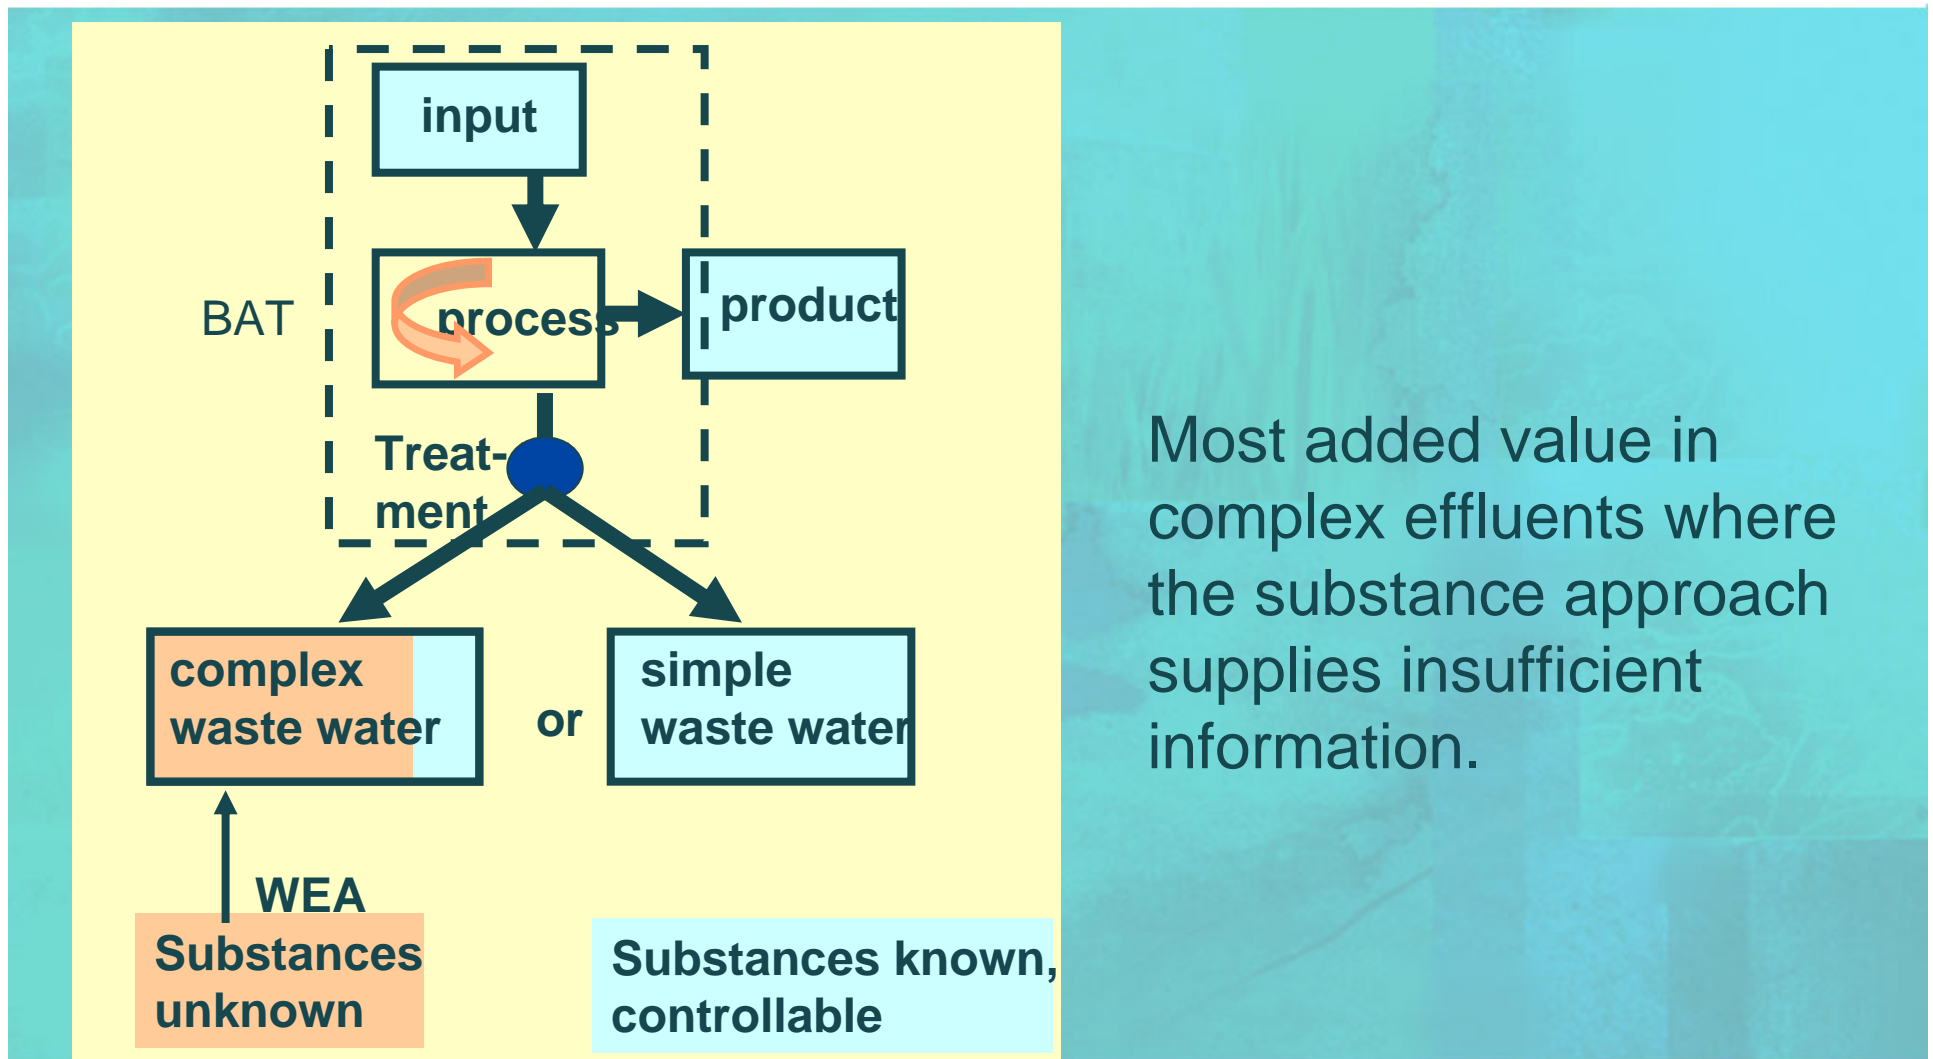 input
BAT
process
product
Treat-
ment
complex
waste water
or
simple
waste water
WEA
Substances
unknown
Substances known,
controllable
Most added value in
complex effluents where
the substance approach
supplies insufficient
information.